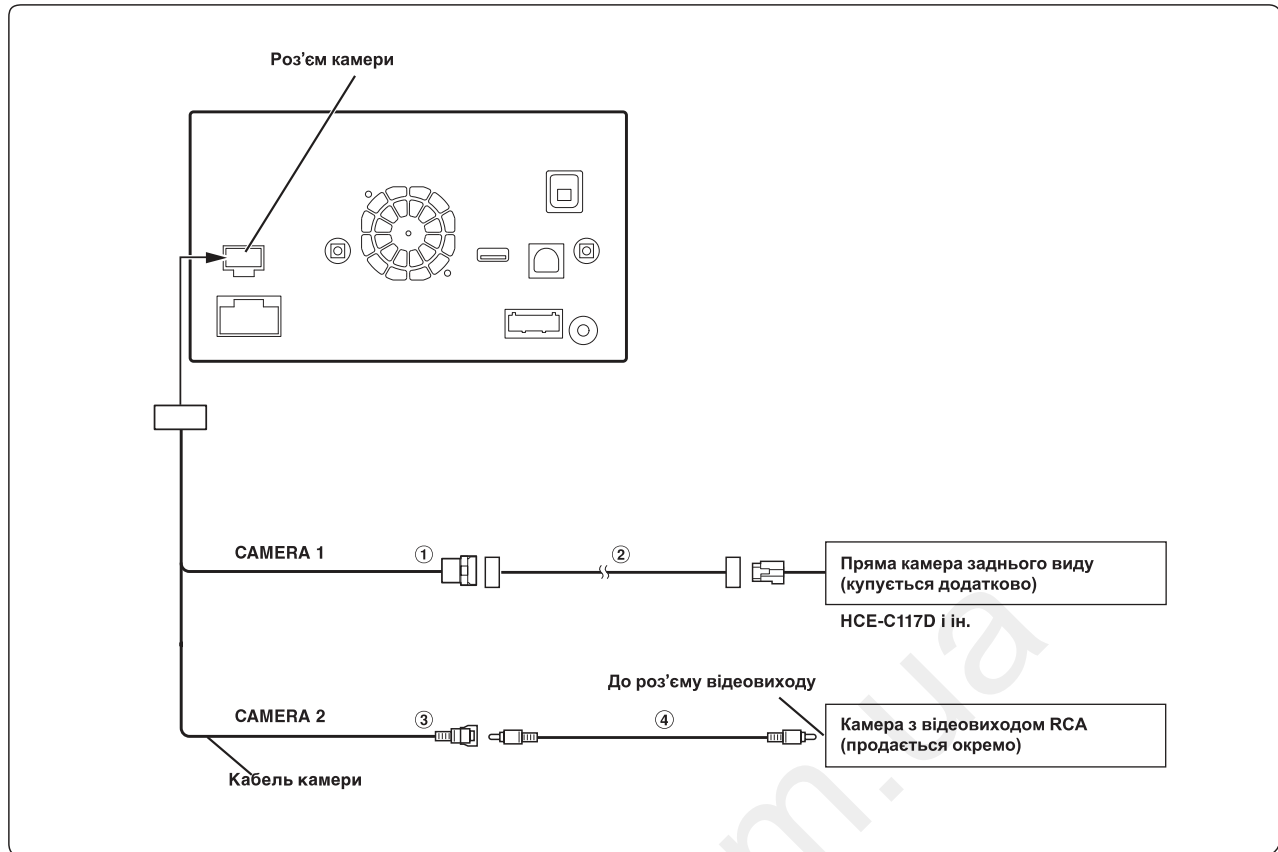 Роз’єм камери
CAMERA 1
①
②
Пряма камера заднього виду
(купується додатково)
HCE-C117D і ін.
До роз’єму відеовиходу
CAMERA 2
③
④
Камера з відеовиходом RCA
(продається окремо)
Кабель камери
m.ua